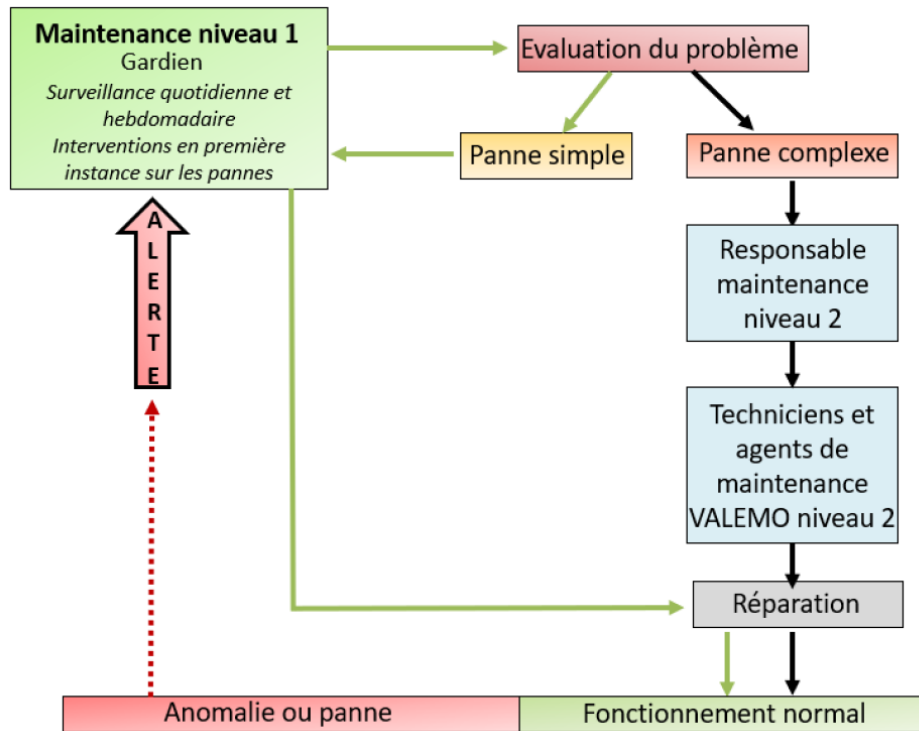 Maintenance niveau 1
Gardien
Surveillance quotidienne et
hebdomadaire
Interventions en première
instance sur les pannes
Evaluation du problème
Panne simple
Panne complexe
ALERTE
Responsable
maintenance
niveau 2
Techniciens et
agents de
maintenance
VALEMO niveau 2
Réparation
Anomalie ou panne
Fonctionnement normal